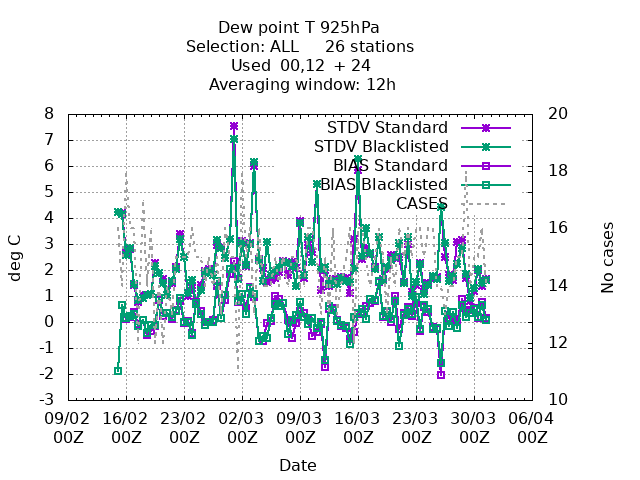 Dew point T 925hPa
Selection: ALL 26 stations
Used 00,12 + 24
Averaging window: 12h
STDV Standard
STDV Blacklisted
BIAS Standard
BIAS Blacklisted
CASES
deg C
8
7
6
5
4
3
2
1
0
-1
-2
-3
No cases
20
18
16
14
12
10
09/02 16/02 23/02 02/03 09/03 16/03 23/03 30/03 06/04
00Z 00Z 00Z 00Z 00Z 00Z 00Z 00Z 00Z
Date